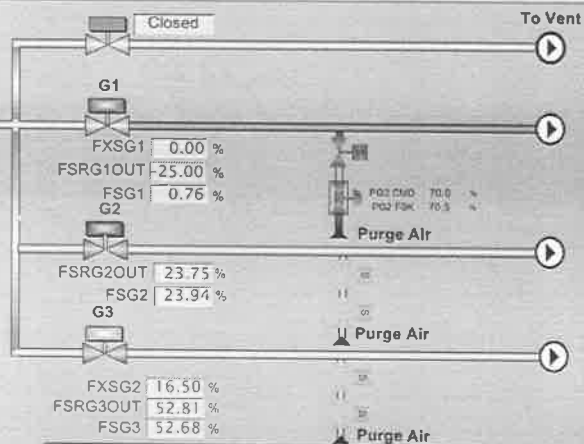 To Vent
Closed
G1
FXSG1 0.00 %
FSRG1OUT -25.00 %
FSG1 0.76 %
PG2 CMD 70.0 %
PG2 FBK 70.5 %
G2
Purge Air
FSRG2OUT 23.75 %
FSG2 23.94 %
G3
Purge Air
FXSG2 16.50 %
FSRG3OUT 52.81 %
FSG3 52.68 %
Purge Air